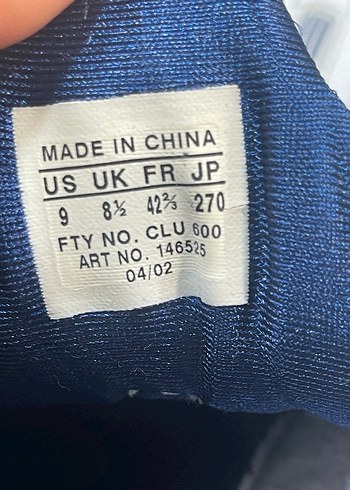 MADE IN CHINA
US UK FR JP
9 8½ 42⅔ 270
FTY NO. CLU 600
ART NO. 146525
04/02